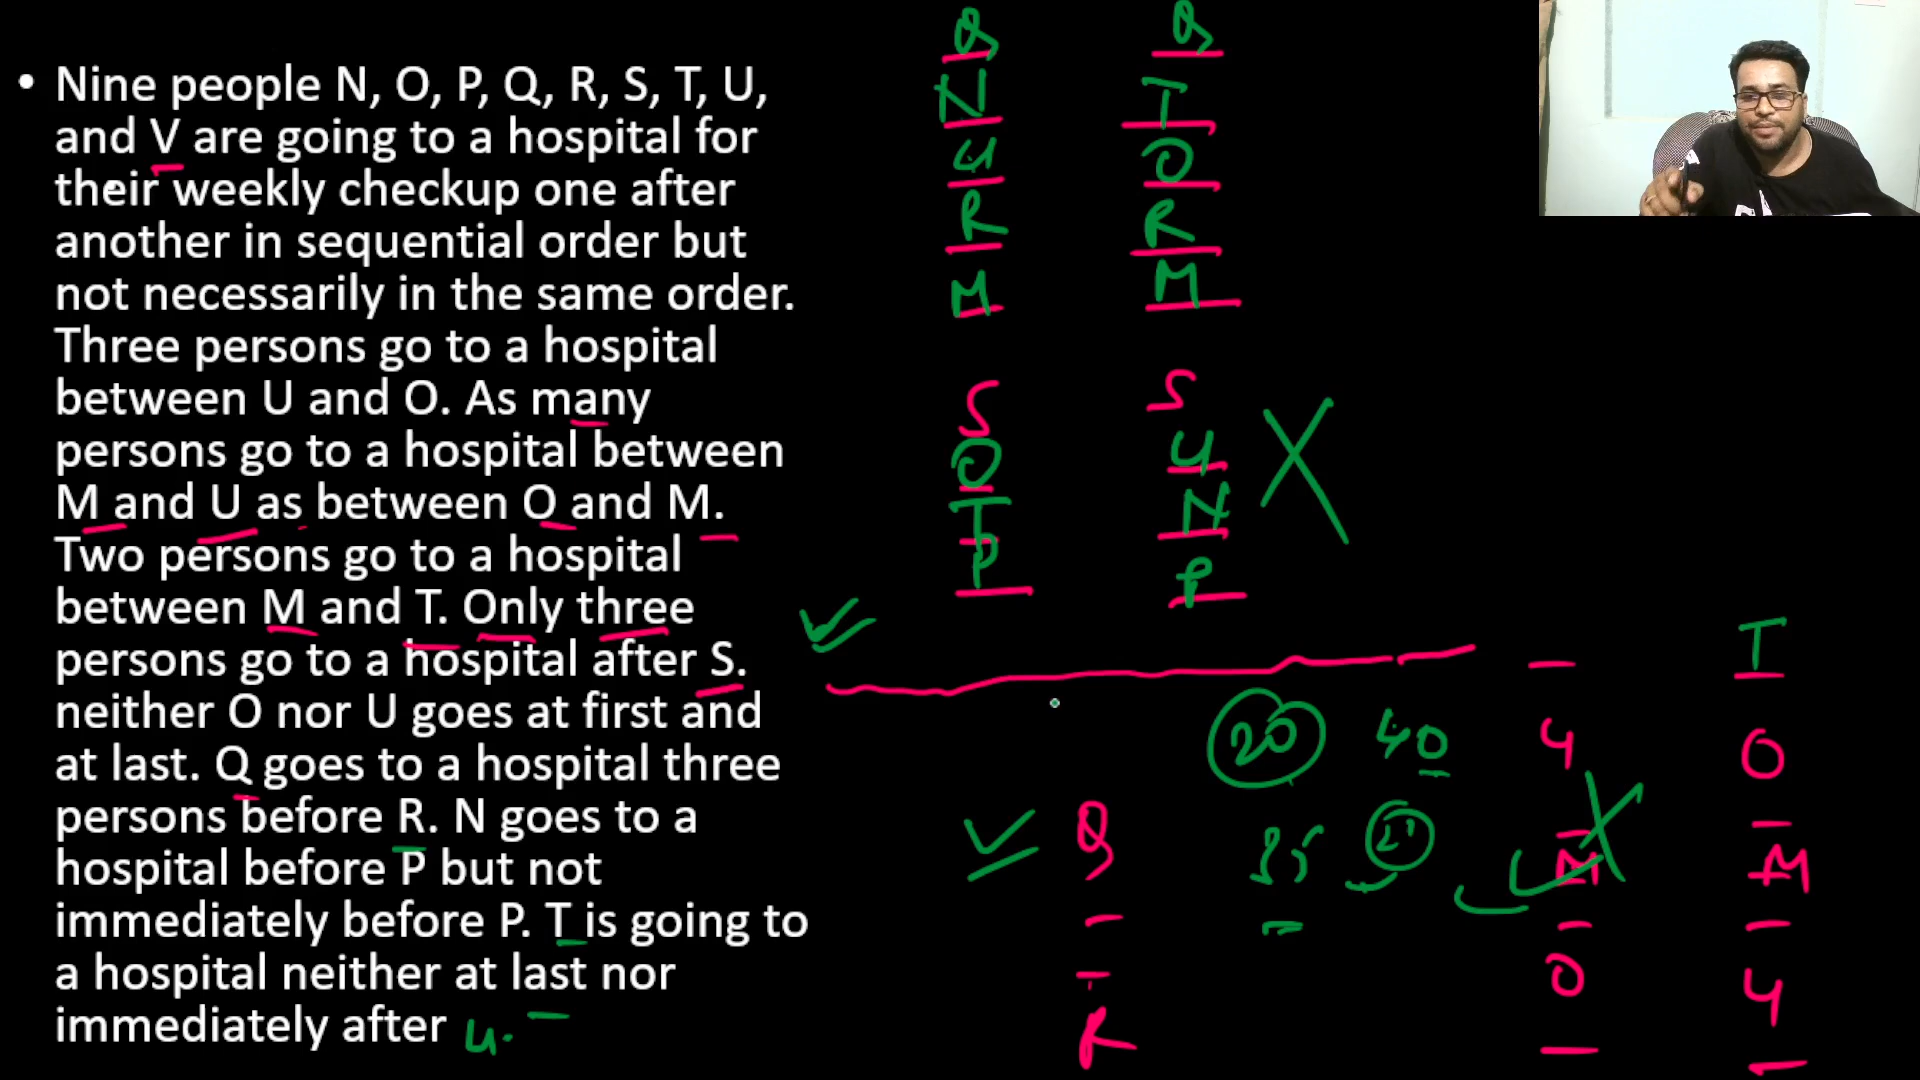 • Nine people N, O, P, Q, R, S, T, U,
and V are going to a hospital for
their weekly checkup one after
another in sequential order but
not necessarily in the same order.
Three persons go to a hospital
between U and O. As many
persons go to a hospital between
M and U as between O and M.
Two persons go to a hospital
between M and T. Only three
persons go to a hospital after S.
neither O nor U goes at first and
at last. Q goes to a hospital three
persons before R. N goes to a
hospital before P but not
immediately before P. T is going to
a hospital neither at last nor
immediately after u.
Q
N
U
R
M
S
O
T
P
Q
T
O
R
M
S
U
N
P
X
Q
R
20 40
35 21
U
M
O
T
O
M
U